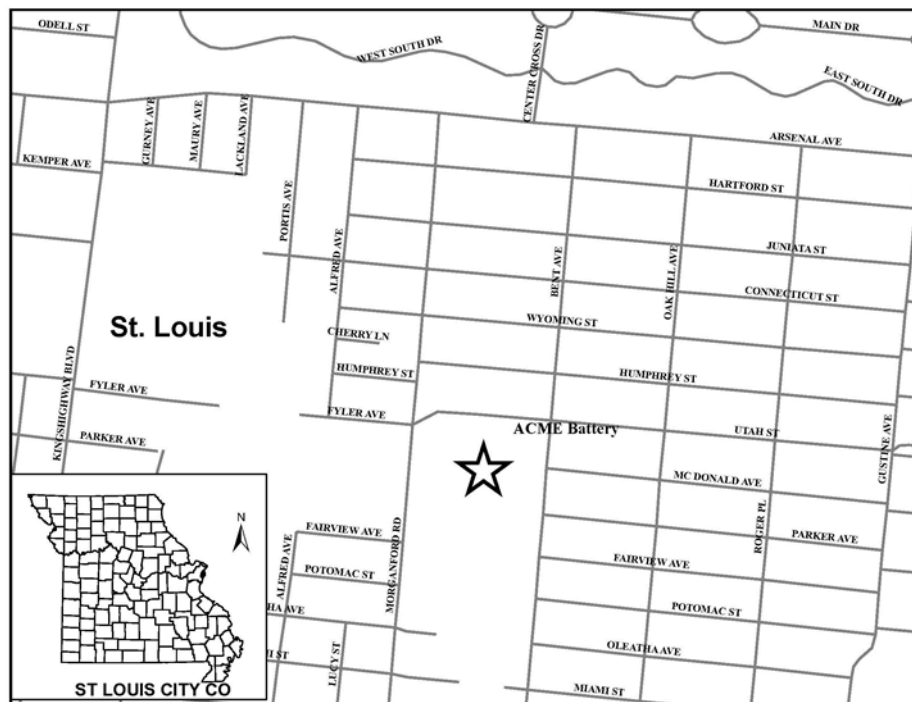 ODELL ST
MAIN DR
WEST SOUTH DR
CENTER CROSS DR
EAST SOUTH DR
ARSENAL AVE
GURNEY AVE
MAURY AVE
LACKLAND AVE
KEMPER AVE
HARTFORD ST
PORTIS AVE
ALFRED AVE
JUNIATA ST
BENT AVE
OAK HILL AVE
CONNECTICUT ST
St. Louis
WYOMING ST
CHERRY LN
KINGSHIGHWAY BLVD
HUMPHREY ST
HUMPHREY ST
FYLER AVE
FYLER AVE
ACME Battery
UTAH ST
GUSTINE AVE
PARKER AVE
MC DONALD AVE
N
FAIRVIEW AVE
MORGANFORD RD
ROGER PL
PARKER AVE
ALFRED AVE
POTOMAC ST
FAIRVIEW AVE
HA AVE
POTOMAC ST
LUCY ST
OLEATHA AVE
I ST
ST LOUIS CITY CO
MIAMI ST